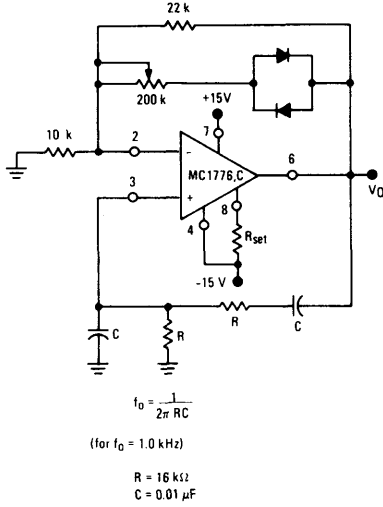 22 k
200 k
+15V
10 k
2
7
-
MC1776,C
6
3
+
8
4
V₀
Rset
-15 V
R
C
C
R
f₀ = 1 / 2π RC
(for f₀ = 1.0 kHz)
R = 16 kΩ
C = 0.01 µF